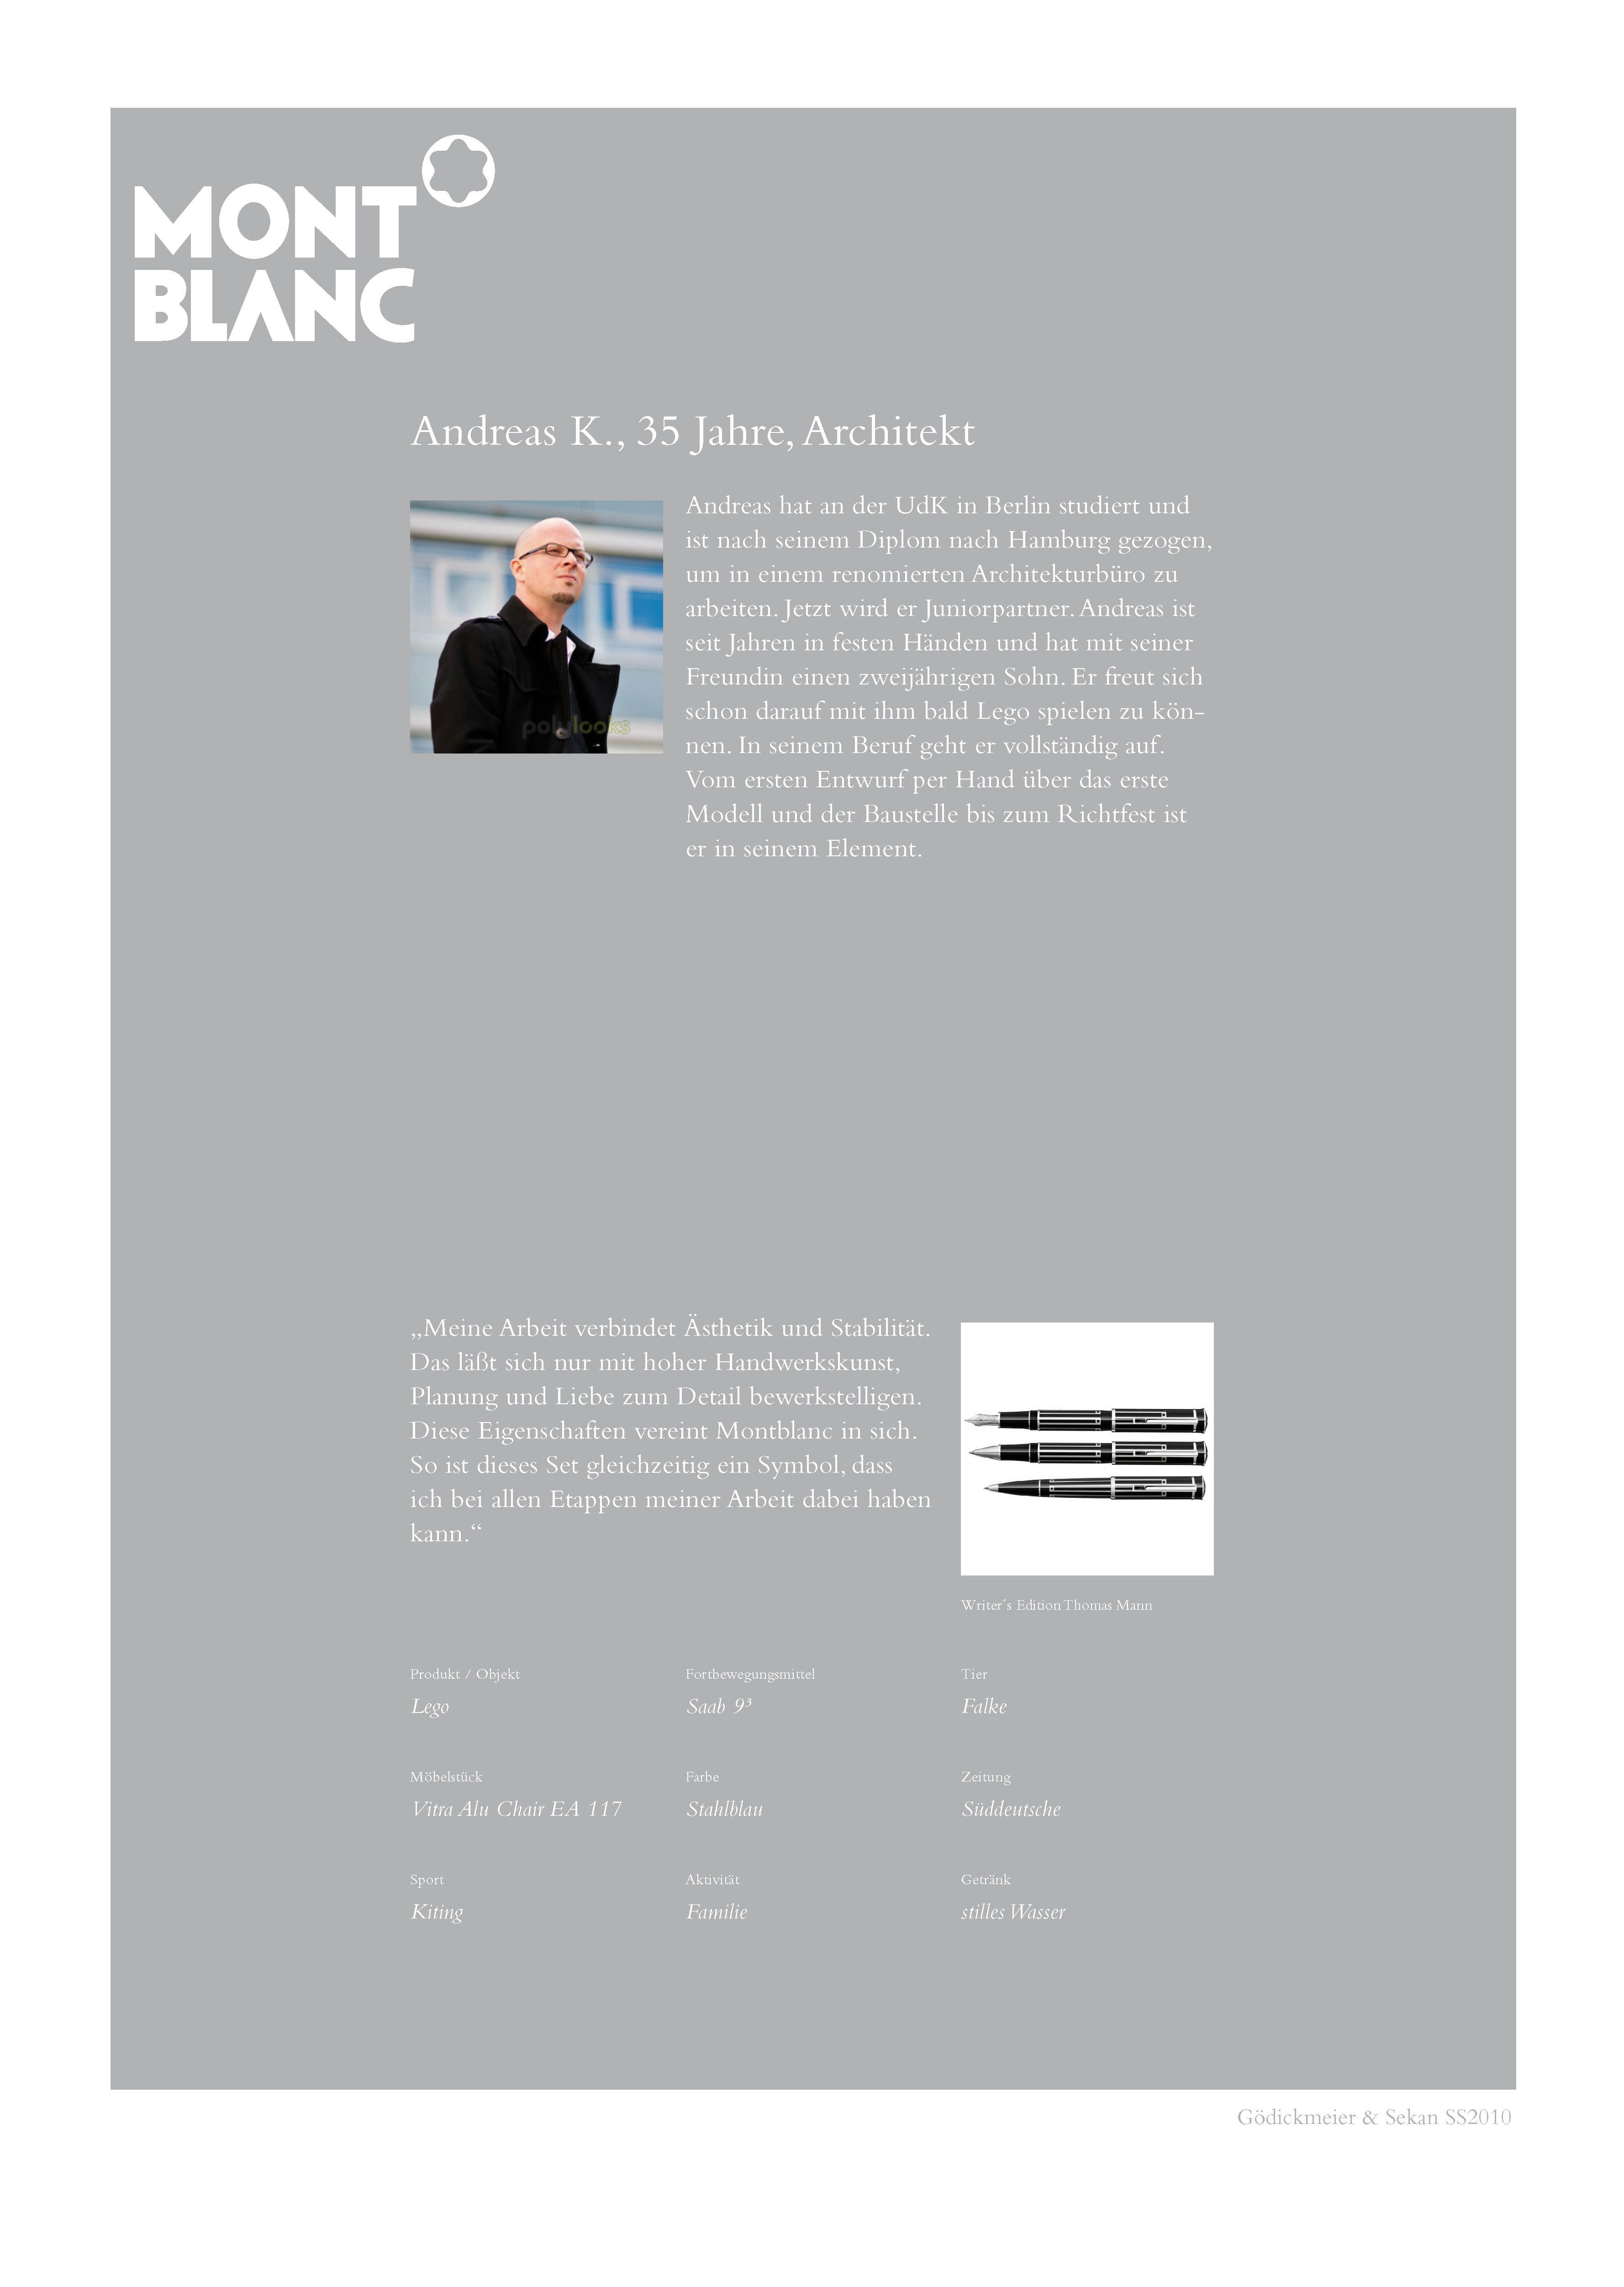 MONT
BLANC
Andreas K., 35 Jahre, Architekt
Andreas hat an der UdK in Berlin studiert und
ist nach seinem Diplom nach Hamburg gezogen,
um in einem renomierten Architekturbüro zu
arbeiten. Jetzt wird er Juniorpartner. Andreas ist
seit Jahren in festen Händen und hat mit seiner
Freundin einen zweijährigen Sohn. Er freut sich
schon darauf mit ihm bald Lego spielen zu kön-
nen. In seinem Beruf geht er vollständig auf.
Vom ersten Entwurf per Hand über das erste
Modell und der Baustelle bis zum Richtfest ist
er in seinem Element.
polylooks
„Meine Arbeit verbindet Ästhetik und Stabilität.
Das läßt sich nur mit hoher Handwerkskunst,
Planung und Liebe zum Detail bewerkstelligen.
Diese Eigenschaften vereint Montblanc in sich.
So ist dieses Set gleichzeitig ein Symbol, dass
ich bei allen Etappen meiner Arbeit dabei haben
kann.“
Writer´s Edition Thomas Mann
Produkt / Objekt
Lego
Fortbewegungsmittel
Saab 9³
Tier
Falke
Möbelstück
Vitra Alu Chair EA 117
Farbe
Stahlblau
Zeitung
Süddeutsche
Sport
Kiting
Aktivität
Familie
Getränk
stilles Wasser
Gödickmeier & Sekan SS2010